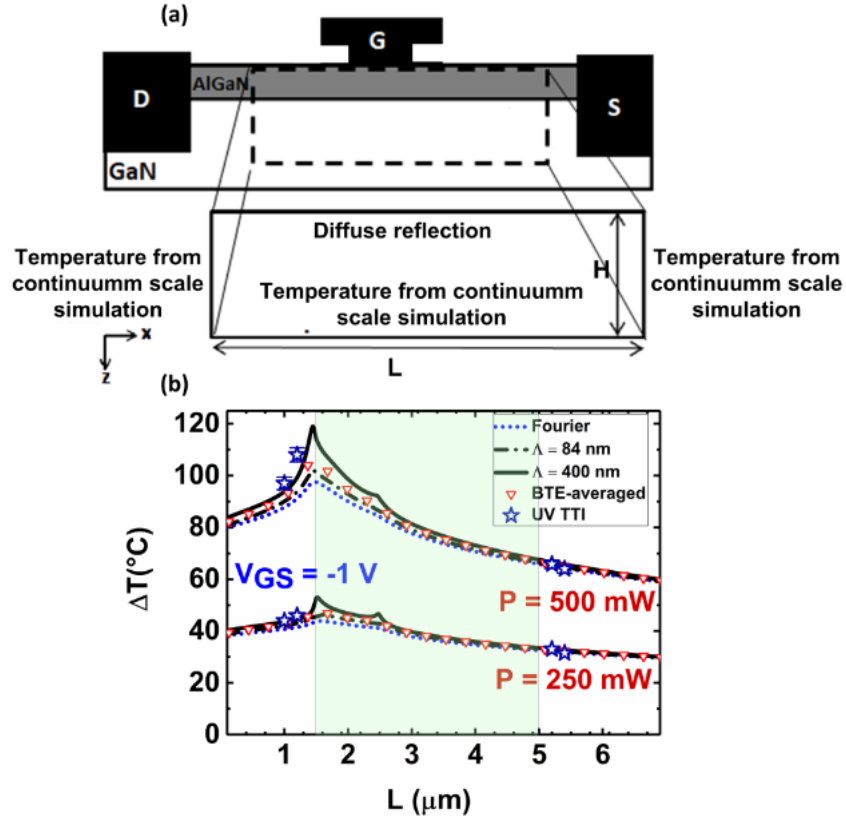 (a)
G
D
AlGaN
S
GaN
Diffuse reflection
H
Temperature from
continuumm scale
simulation
Temperature from continuumm
scale simulation
Temperature from
continuumm scale
simulation
x
z
L
(b)
120
100
80
60
40
20
0
ΔT(°C)
Fourier
Λ = 84 nm
Λ = 400 nm
BTE-averaged
UV TTI
VGS = -1 V
P = 500 mW
P = 250 mW
1 2 3 4 5 6
L (μm)